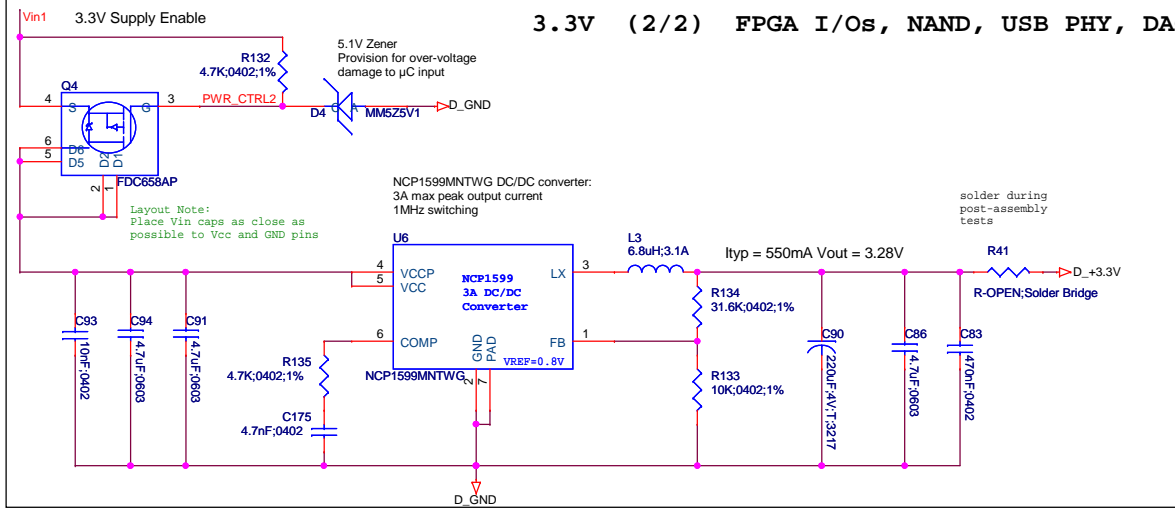 Vin1
3.3V Supply Enable
3.3V (2/2) FPGA I/Os, NAND, USB PHY, DA
R132
4.7K;0402;1%
5.1V Zener
Provision for over-voltage
damage to µC input
Q4
4
S
G
3
PWR_CTRL2
D4
C
A
MM5Z5V1
D_GND
6
5
D6
D5
D2
D1
2
1
FDC658AP
Layout Note:
Place Vin caps as close as
possible to Vcc and GND pins
NCP1599MNTWG DC/DC converter:
3A max peak output current
1MHz switching
solder during
post-assembly
tests
U6
4
5
VCCP
VCC
NCP1599
3A DC/DC
Converter
LX
3
L3
6.8uH;3.1A
Ityp = 550mA Vout = 3.28V
R41
R-OPEN;Solder Bridge
D_+3.3V
R134
31.6K;0402;1%
6
COMP
GND
PAD
FB
1
VREF=0.8V
NCP1599MNTWG
2
7
C93
10nF;0402
C94
4.7uF;0603
C91
4.7uF;0603
R135
4.7K;0402;1%
C175
4.7nF;0402
R133
10K;0402;1%
C90
220uF;4V;T;3217
C86
4.7uF;0603
C83
470nF;0402
D_GND